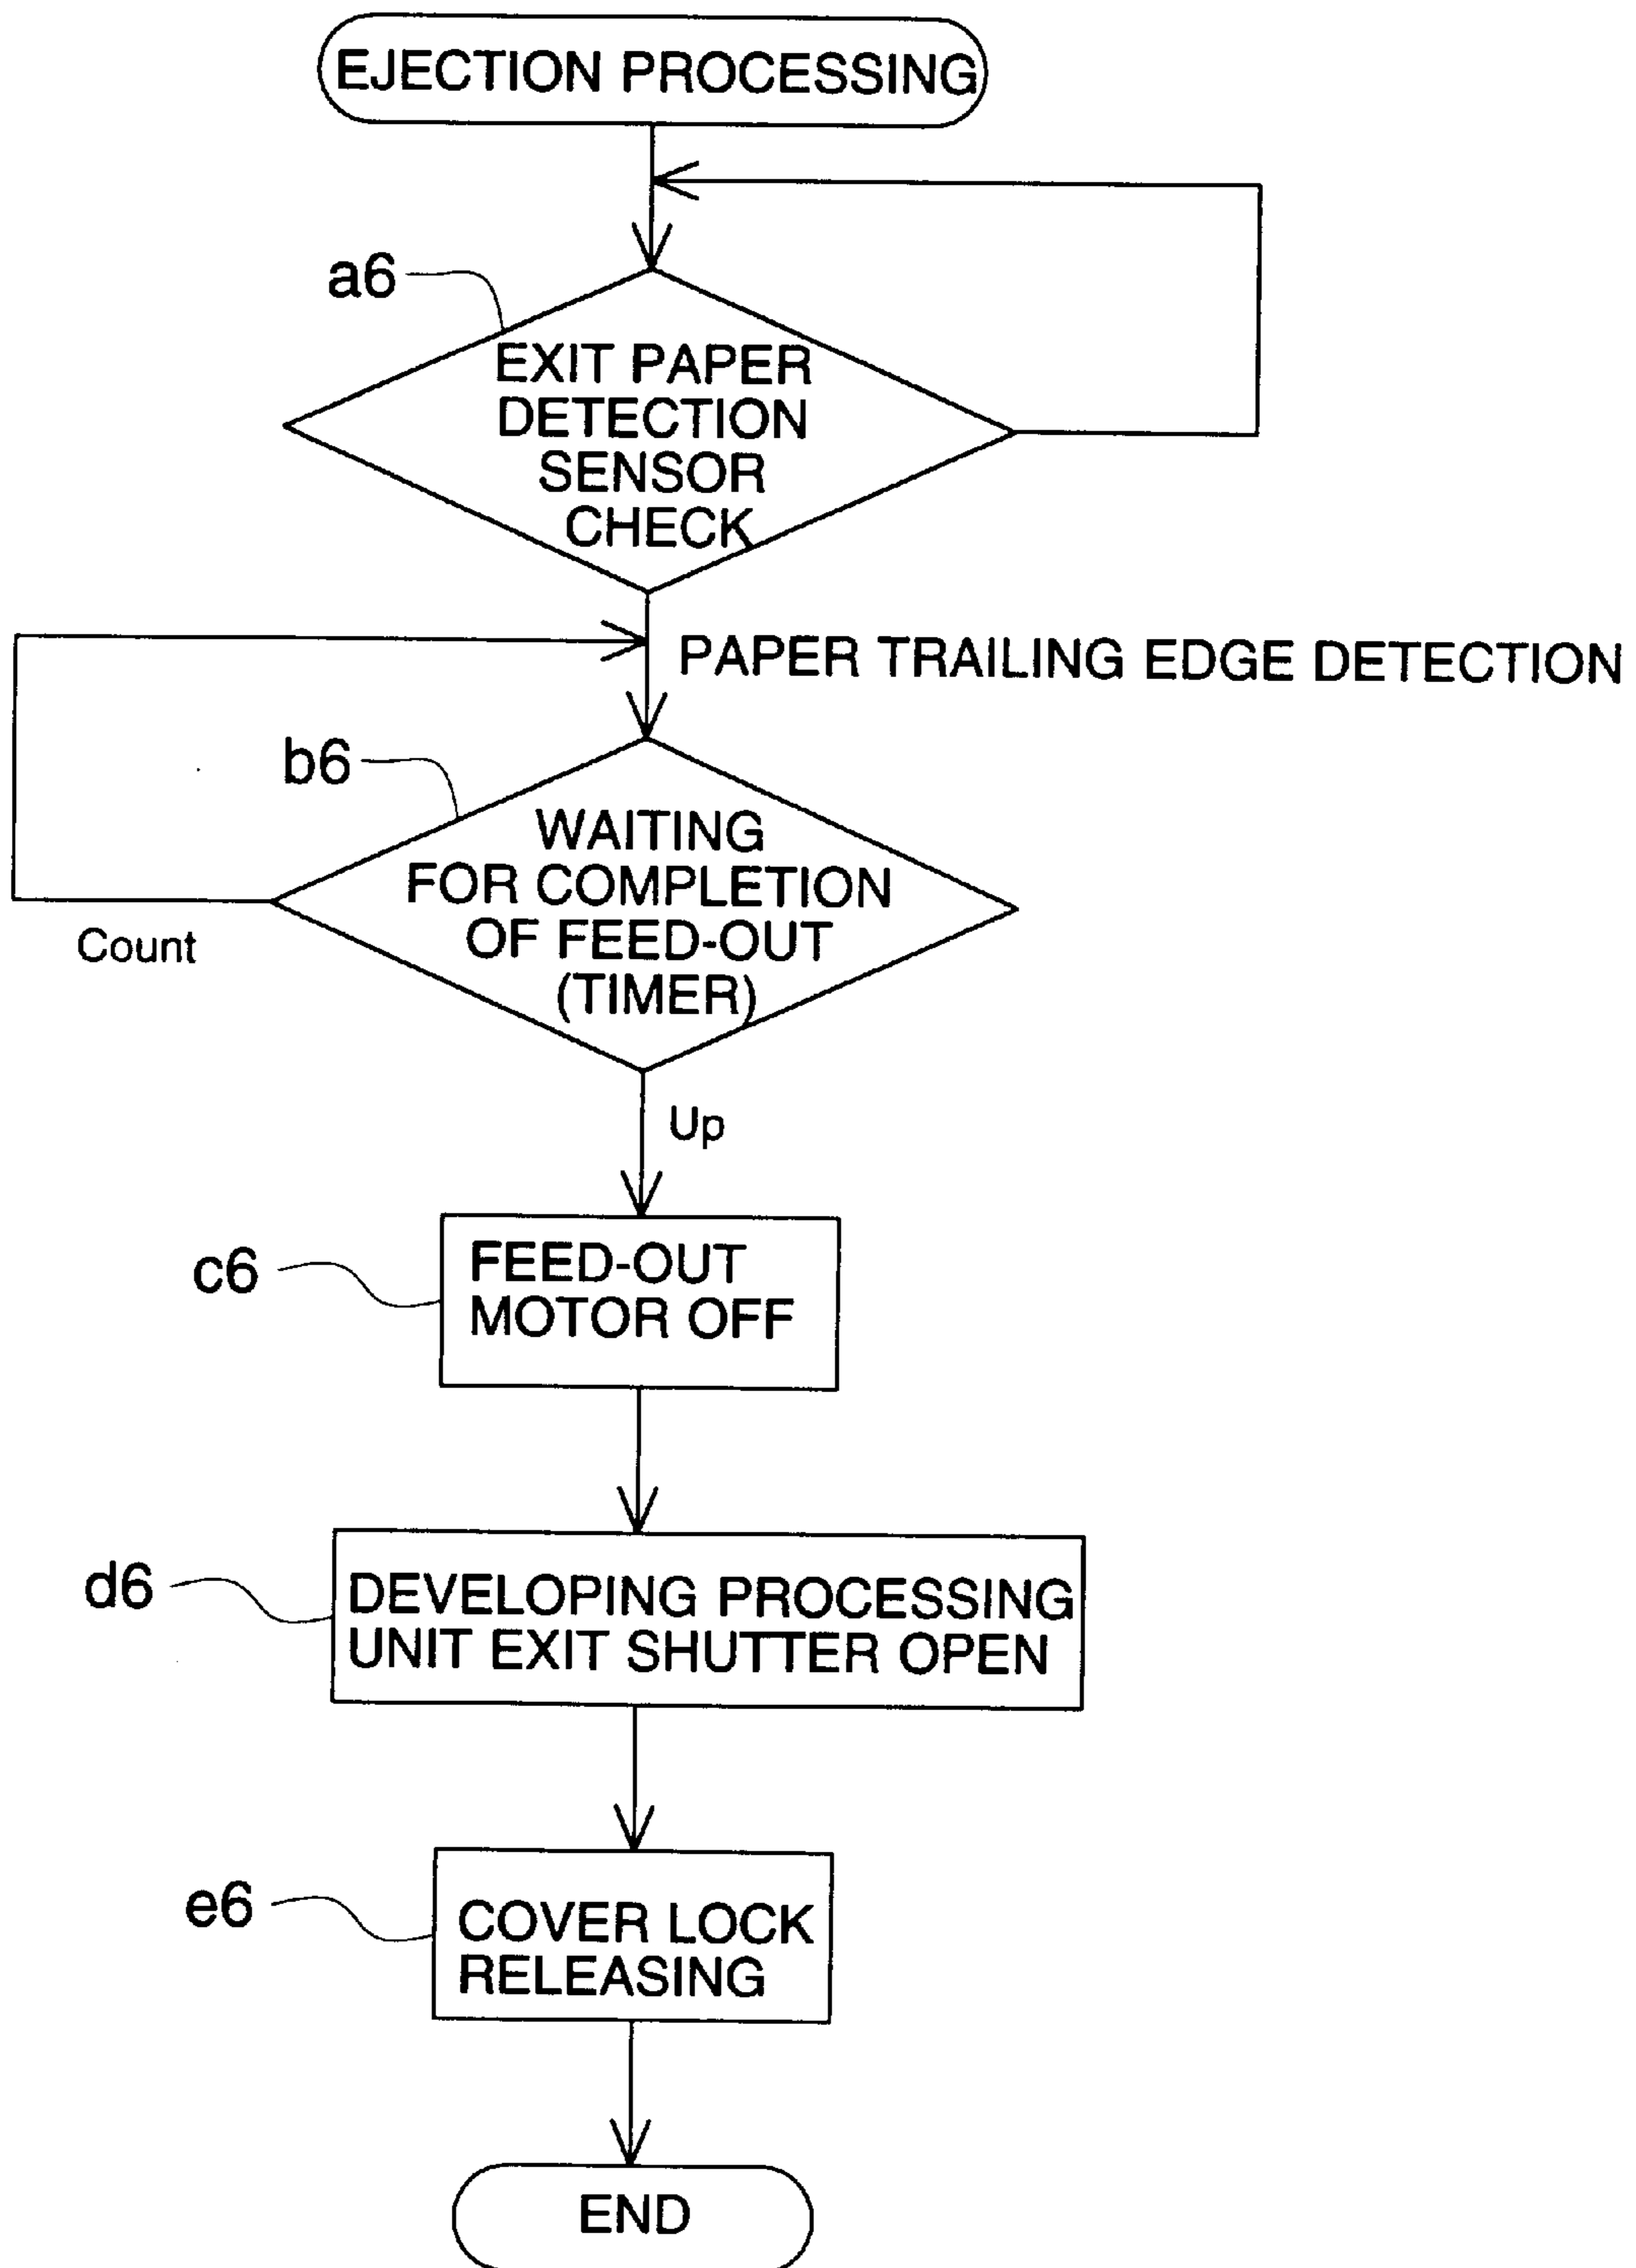 EJECTION PROCESSING
a6
EXIT PAPER
DETECTION
SENSOR
CHECK
PAPER TRAILING EDGE DETECTION
b6
WAITING
FOR COMPLETION
OF FEED-OUT
(TIMER)
Count
Up
c6
FEED-OUT
MOTOR OFF
d6
DEVELOPING PROCESSING
UNIT EXIT SHUTTER OPEN
e6
COVER LOCK
RELEASING
END